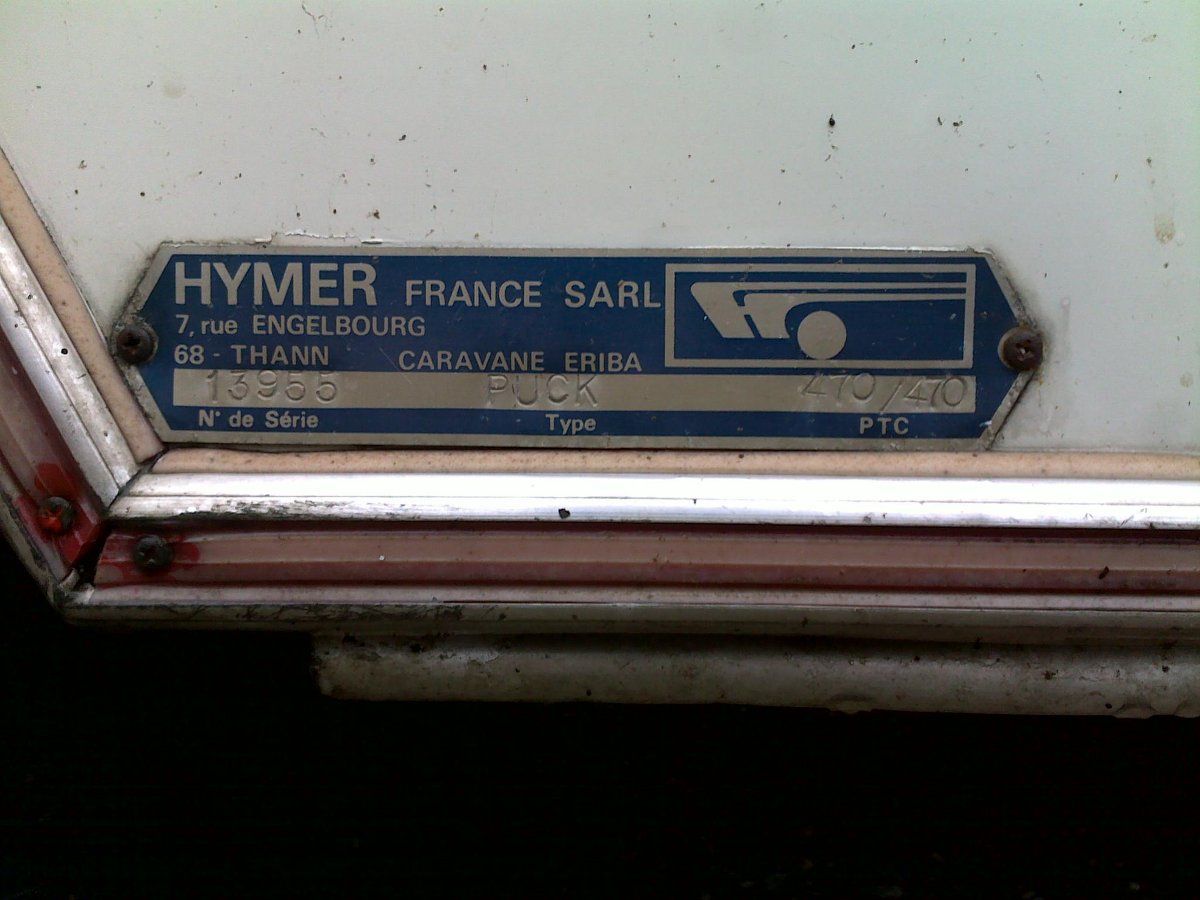 HYMER FRANCE SARL
7, rue ENGELBOURG
68 - THANN CARAVANE ERIBA
13955 PUCK 470/470
N° de Série Type PTC